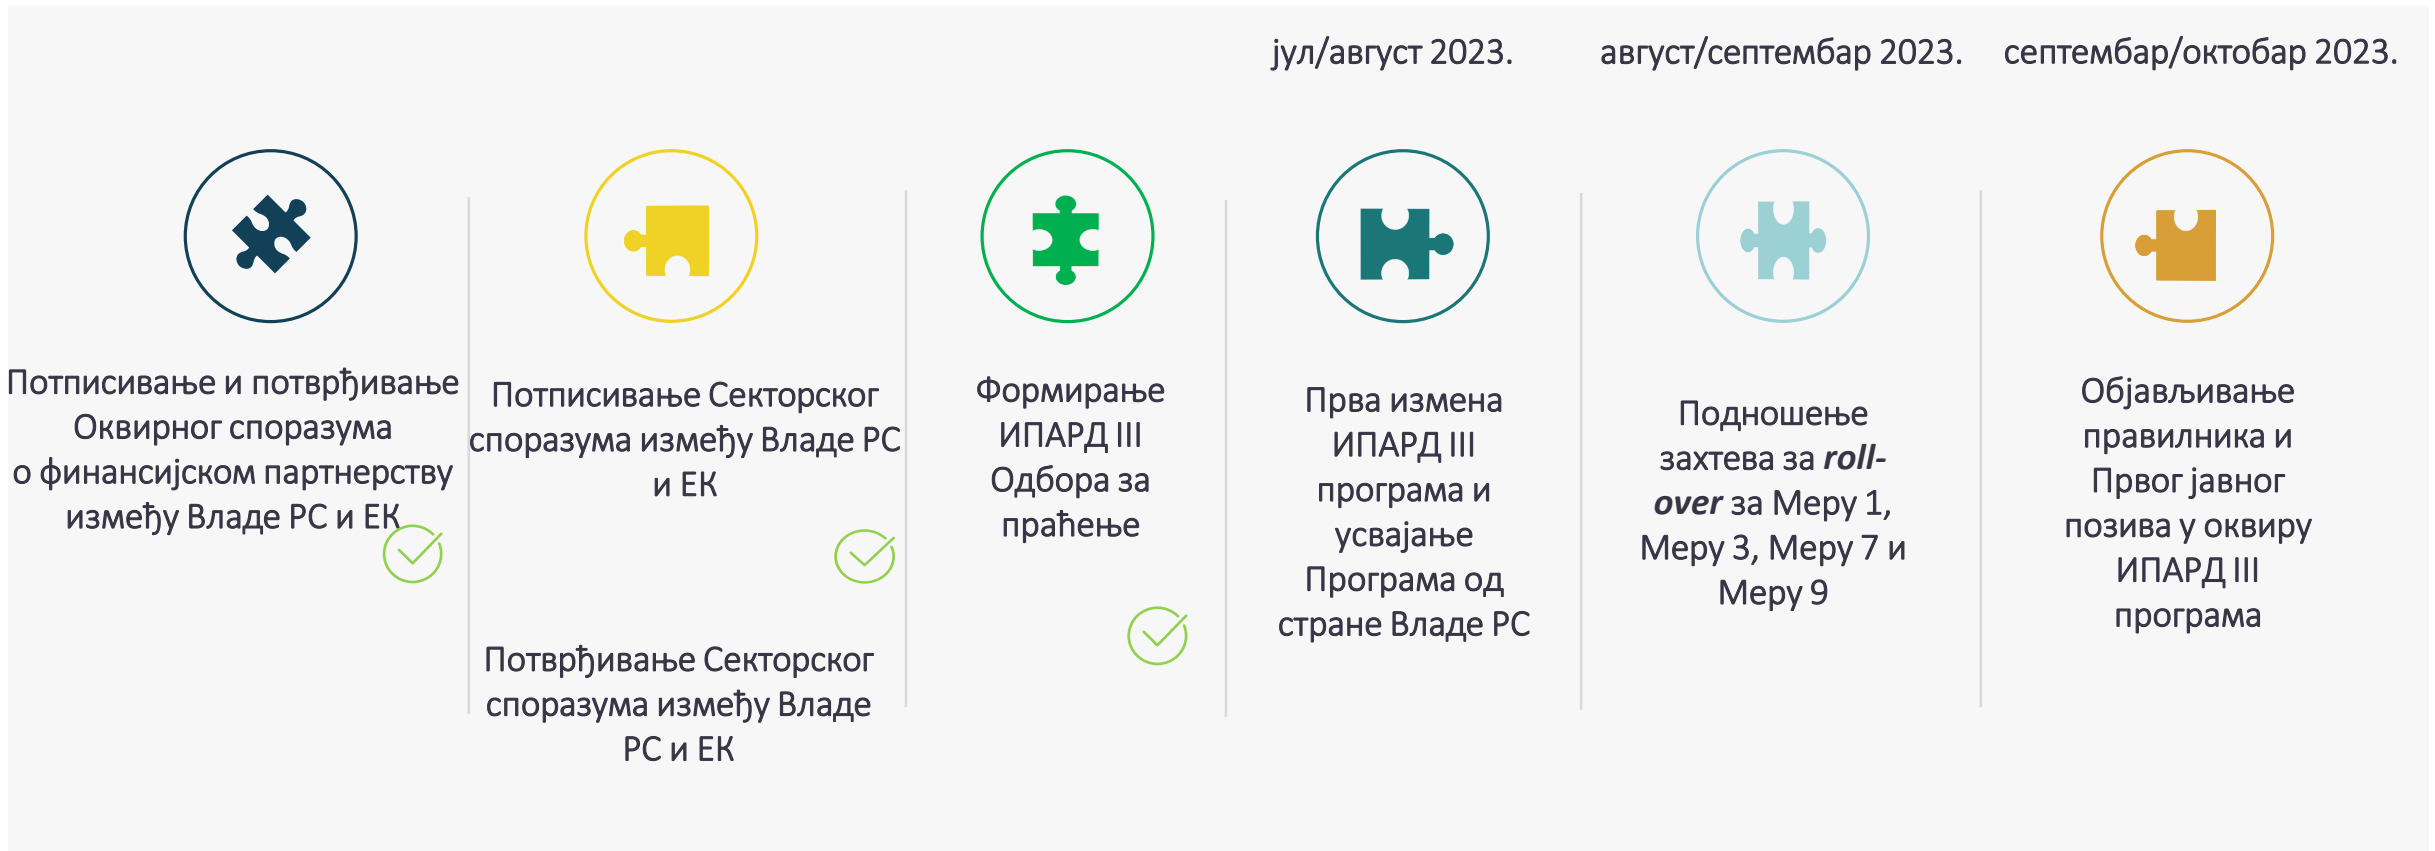 јул/август 2023.
август/септембар 2023.
септембар/октобар 2023.
Потписивање и потврђивање
Оквирног споразума
о финансијском партнерству
између Владе РС и ЕК
Потписивање Секторског
споразума између Владе РС
и ЕК
Потврђивање Секторског
споразума између Владе
РС и ЕК
Формирање
ИПАРД III
Одбора за
праћење
Прва измена
ИПАРД III
програма и
усвајање
Програма од
стране Владе РС
Подношење
захтева за roll-
over за Меру 1,
Меру 3, Меру 7 и
Меру 9
Објављивање
правилника и
Првог јавног
позива у оквиру
ИПАРД III
програма